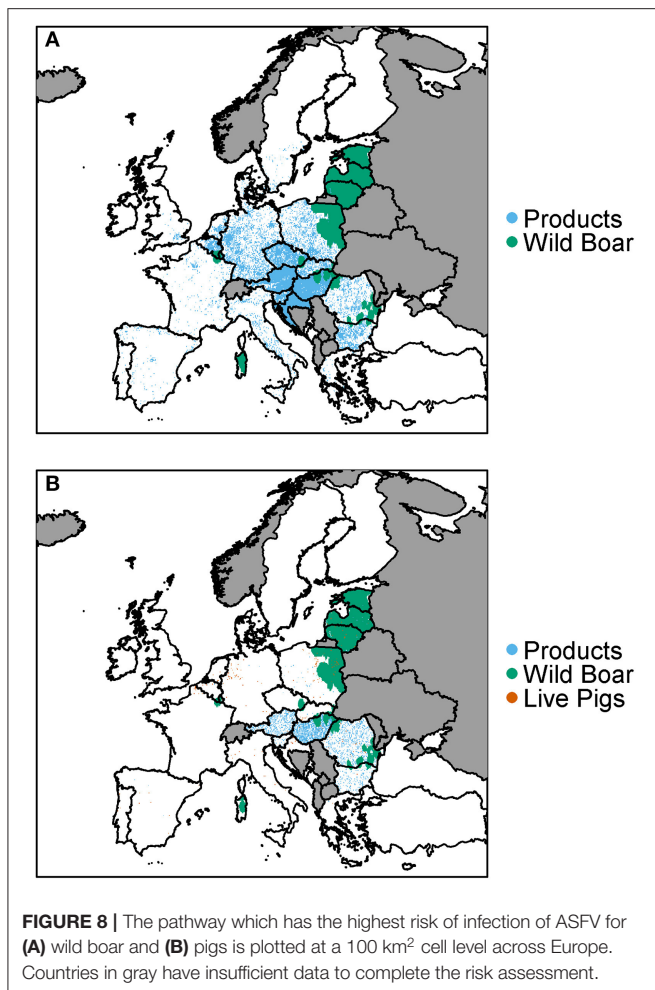 A
Products
Wild Boar
B
Products
Wild Boar
Live Pigs
FIGURE 8 | The pathway which has the highest risk of infection of ASFV for
(A) wild boar and (B) pigs is plotted at a 100 km² cell level across Europe.
Countries in gray have insufficient data to complete the risk assessment.